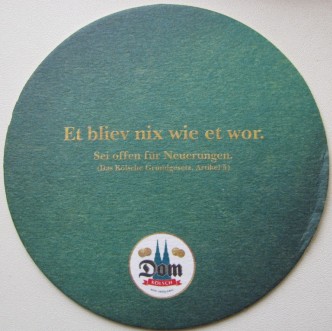 Et bliev nix wie et wor.
Sei offen für Neuerungen.
(Das Kölsche Grundgesetz, Artikel 5)
Dom
KÖLSCH